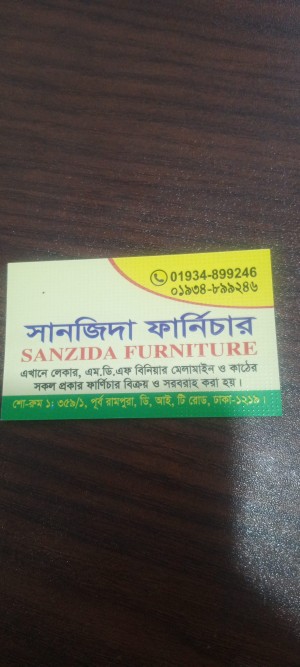 01934-899246
০১৯৩৪-৮৯৯২৪৬
সানজিদা ফার্নিচার
SANZIDA FURNITURE
এখানে লেকার, এম.ডি.এফ বিনিয়ার মেলামাইন ও কাঠের
সকল প্রকার ফার্ণিচার বিক্রয় ও সরবরাহ করা হয়।
শো-রুম ১: ৩৫৯/১, পূর্ব রামপুরা, ডি, আই, টি রোড, ঢাকা-১২১৯।